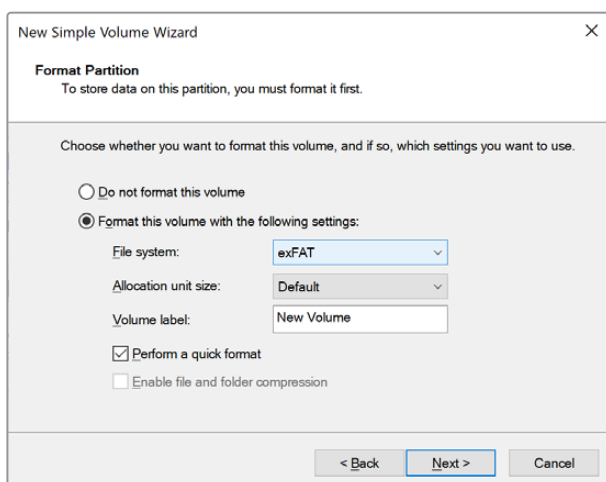 New Simple Volume Wizard
Format Partition
To store data on this partition, you must format it first.
Choose whether you want to format this volume, and if so, which settings you want to use.
Do not format this volume
Format this volume with the following settings:
File system: exFAT
Allocation unit size: Default
Volume label: New Volume
Perform a quick format
Enable file and folder compression
< Back Next > Cancel